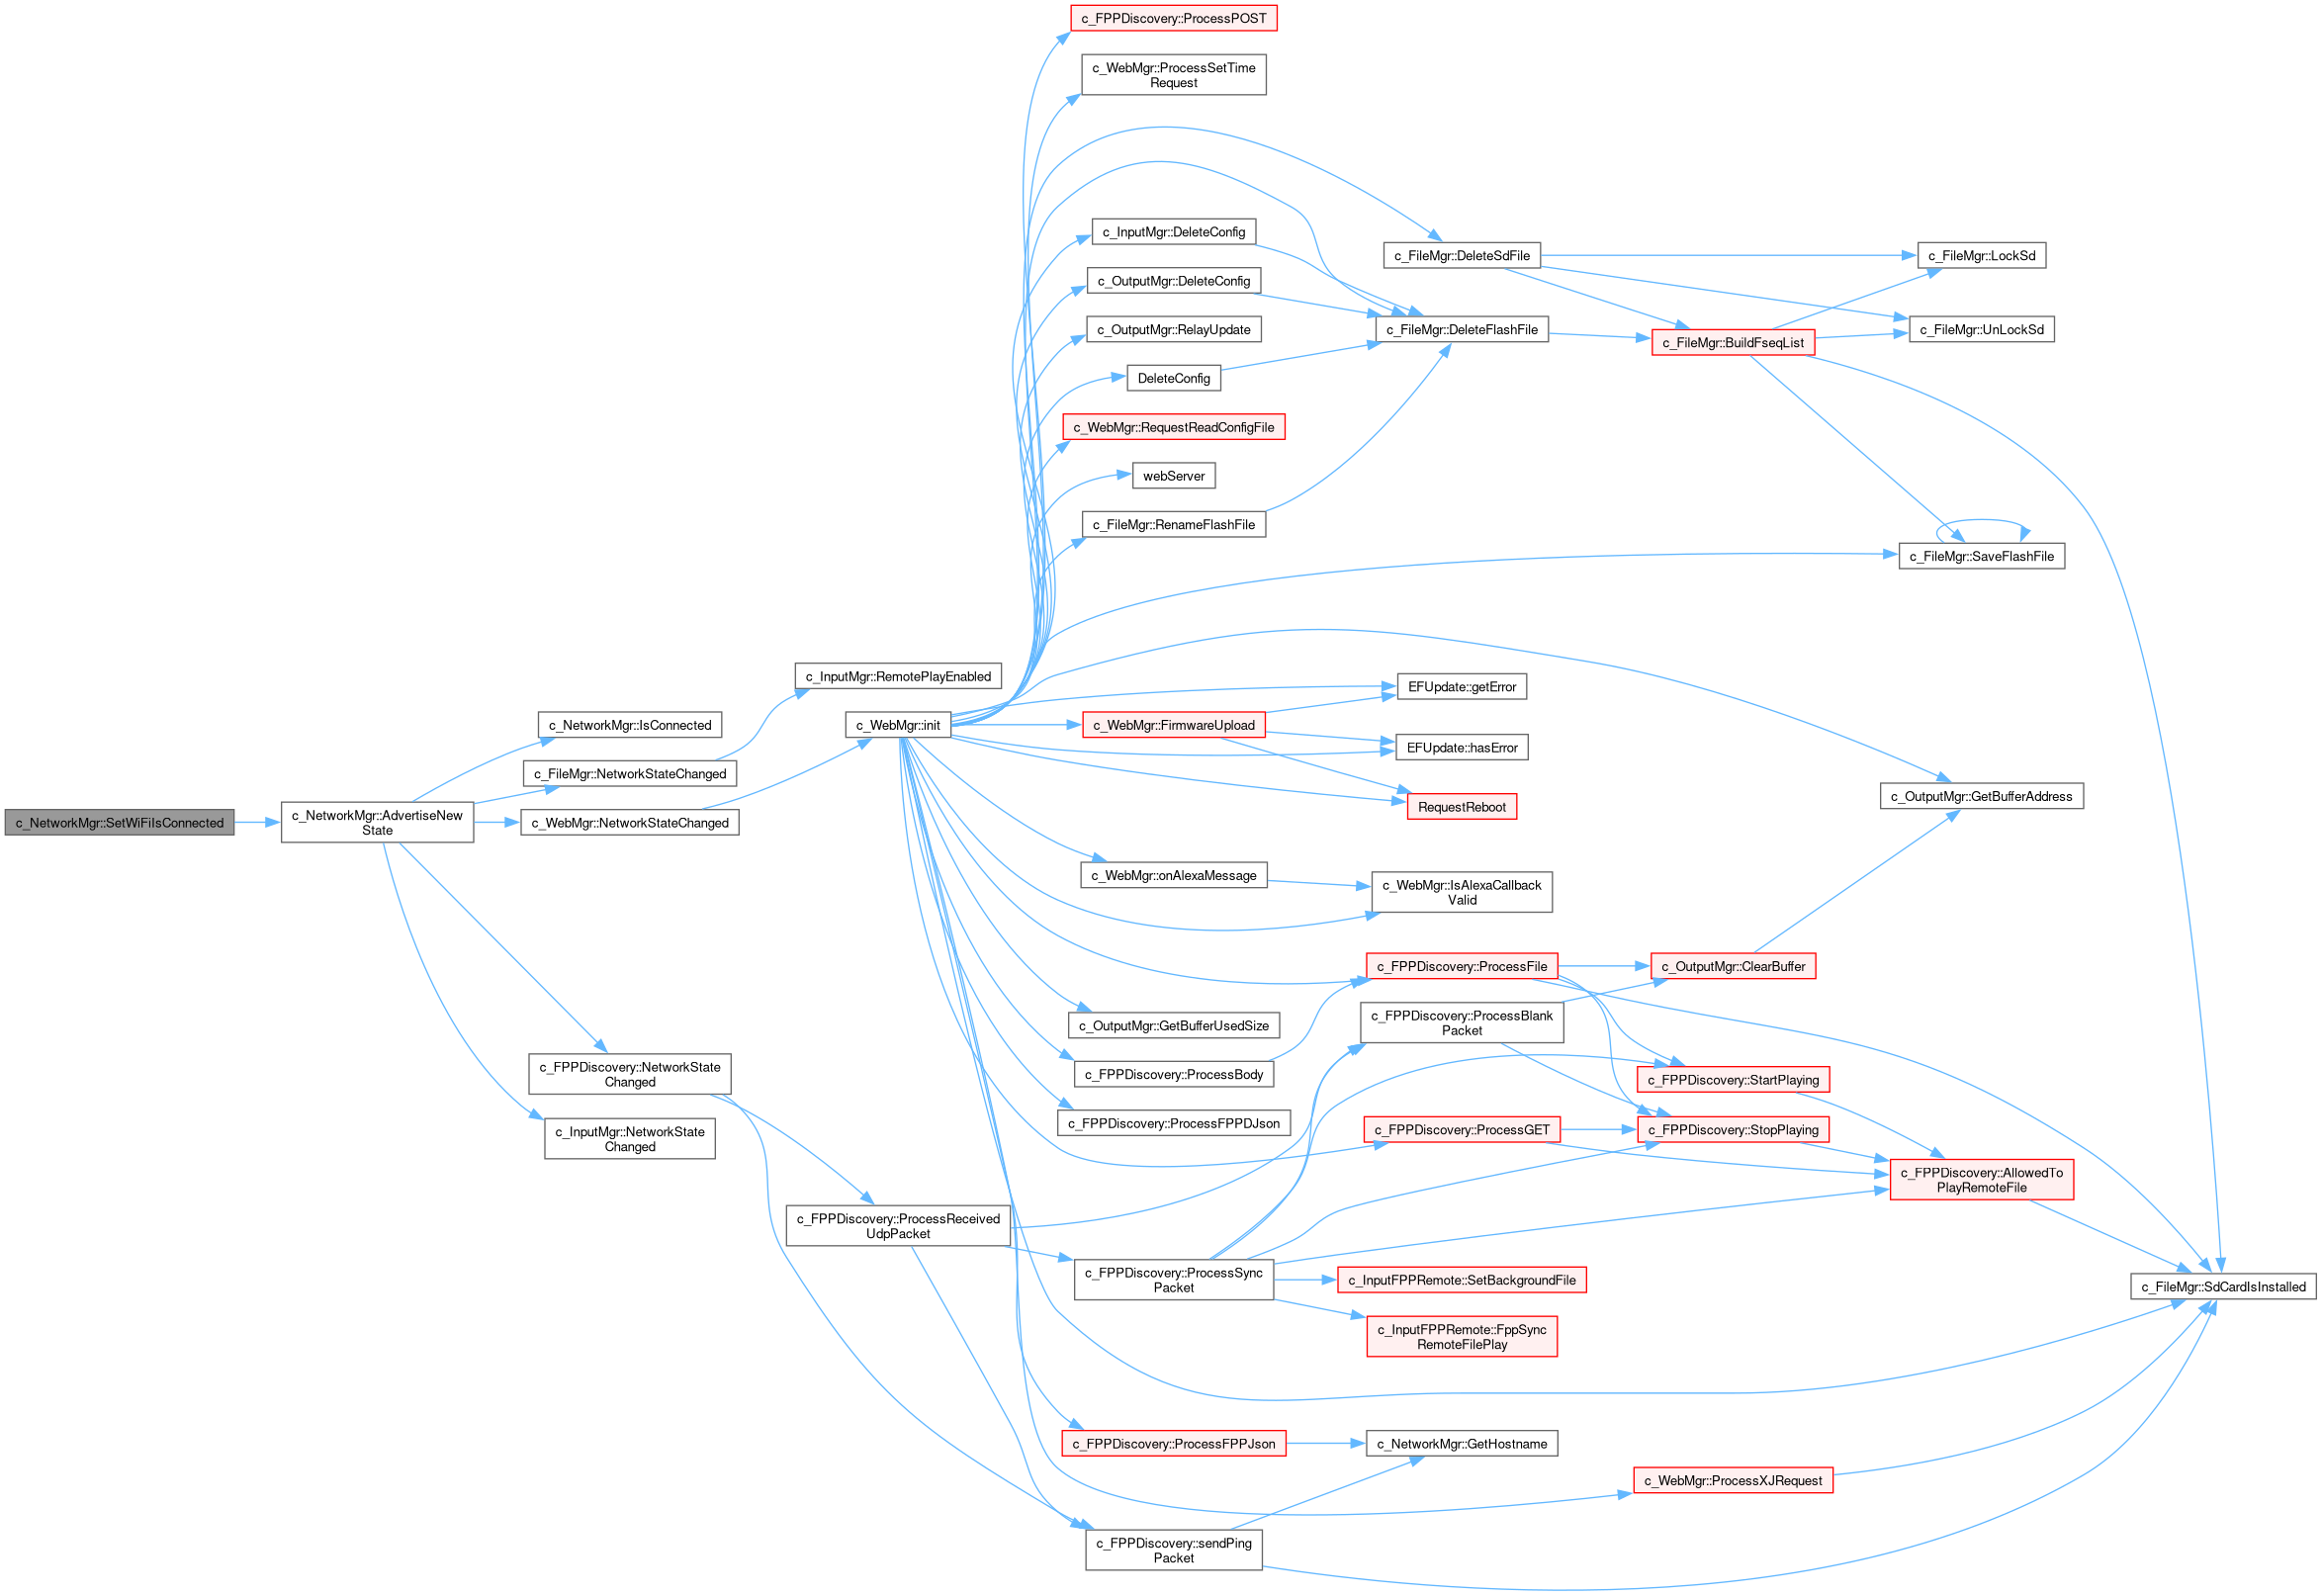 c_FPPDiscovery::ProcessPOST
c_WebMgr::ProcessSetTime
Request
c_InputMgr::DeleteConfig
c_FileMgr::DeleteSdFile
c_FileMgr::LockSd
c_OutputMgr::DeleteConfig
c_OutputMgr::RelayUpdate
c_FileMgr::DeleteFlashFile
c_FileMgr::BuildFseqList
c_FileMgr::UnLockSd
DeleteConfig
c_WebMgr::RequestReadConfigFile
webServer
c_FileMgr::RenameFlashFile
c_FileMgr::SaveFlashFile
c_InputMgr::RemotePlayEnabled
EFUpdate::getError
c_NetworkMgr::IsConnected
c_WebMgr::init
c_WebMgr::FirmwareUpload
EFUpdate::hasError
c_FileMgr::NetworkStateChanged
c_OutputMgr::GetBufferAddress
RequestReboot
c_NetworkMgr::SetWiFiIsConnected
c_NetworkMgr::AdvertiseNew
State
c_WebMgr::NetworkStateChanged
c_WebMgr::onAlexaMessage
c_WebMgr::IsAlexaCallback
Valid
c_FPPDiscovery::ProcessFile
c_OutputMgr::ClearBuffer
c_OutputMgr::GetBufferUsedSize
c_FPPDiscovery::ProcessBlank
Packet
c_FPPDiscovery::NetworkState
Changed
c_FPPDiscovery::ProcessBody
c_FPPDiscovery::StartPlaying
c_InputMgr::NetworkState
Changed
c_FPPDiscovery::ProcessFPPDJson
c_FPPDiscovery::ProcessGET
c_FPPDiscovery::StopPlaying
c_FPPDiscovery::AllowedTo
PlayRemoteFile
c_FPPDiscovery::ProcessReceived
UdpPacket
c_FPPDiscovery::ProcessSync
Packet
c_InputFPPRemote::SetBackgroundFile
c_FileMgr::SdCardIsInstalled
c_InputFPPRemote::FppSync
RemoteFilePlay
c_FPPDiscovery::ProcessFPPJson
c_NetworkMgr::GetHostname
c_WebMgr::ProcessXJRequest
c_FPPDiscovery::sendPing
Packet